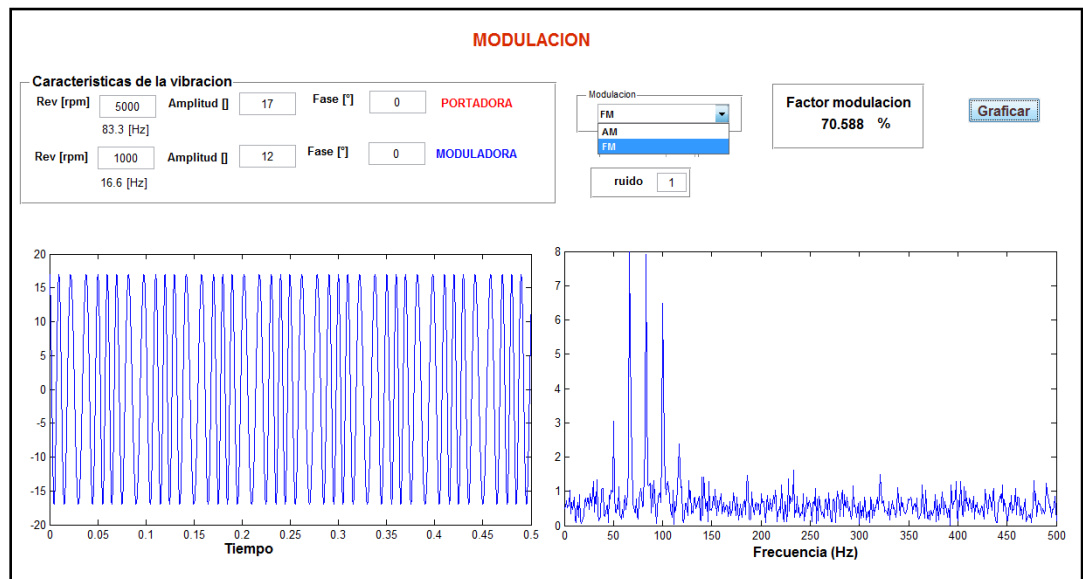 MODULACION
Caracteristicas de la vibracion
Rev [rpm] 5000 Amplitud [] 17 Fase [°] 0 PORTADORA
83.3 [Hz]
Rev [rpm] 1000 Amplitud [] 12 Fase [°] 0 MODULADORA
16.6 [Hz]
Modulacion
FM
AM
FM
ruido 1
Factor modulacion
70.588 %
Graficar
20
15
10
5
0
-5
-10
-15
-20
0 0.05 0.1 0.15 0.2 0.25 0.3 0.35 0.4 0.45 0.5
Tiempo
8
7
6
5
4
3
2
1
0
0 50 100 150 200 250 300 350 400 450 500
Frecuencia (Hz)